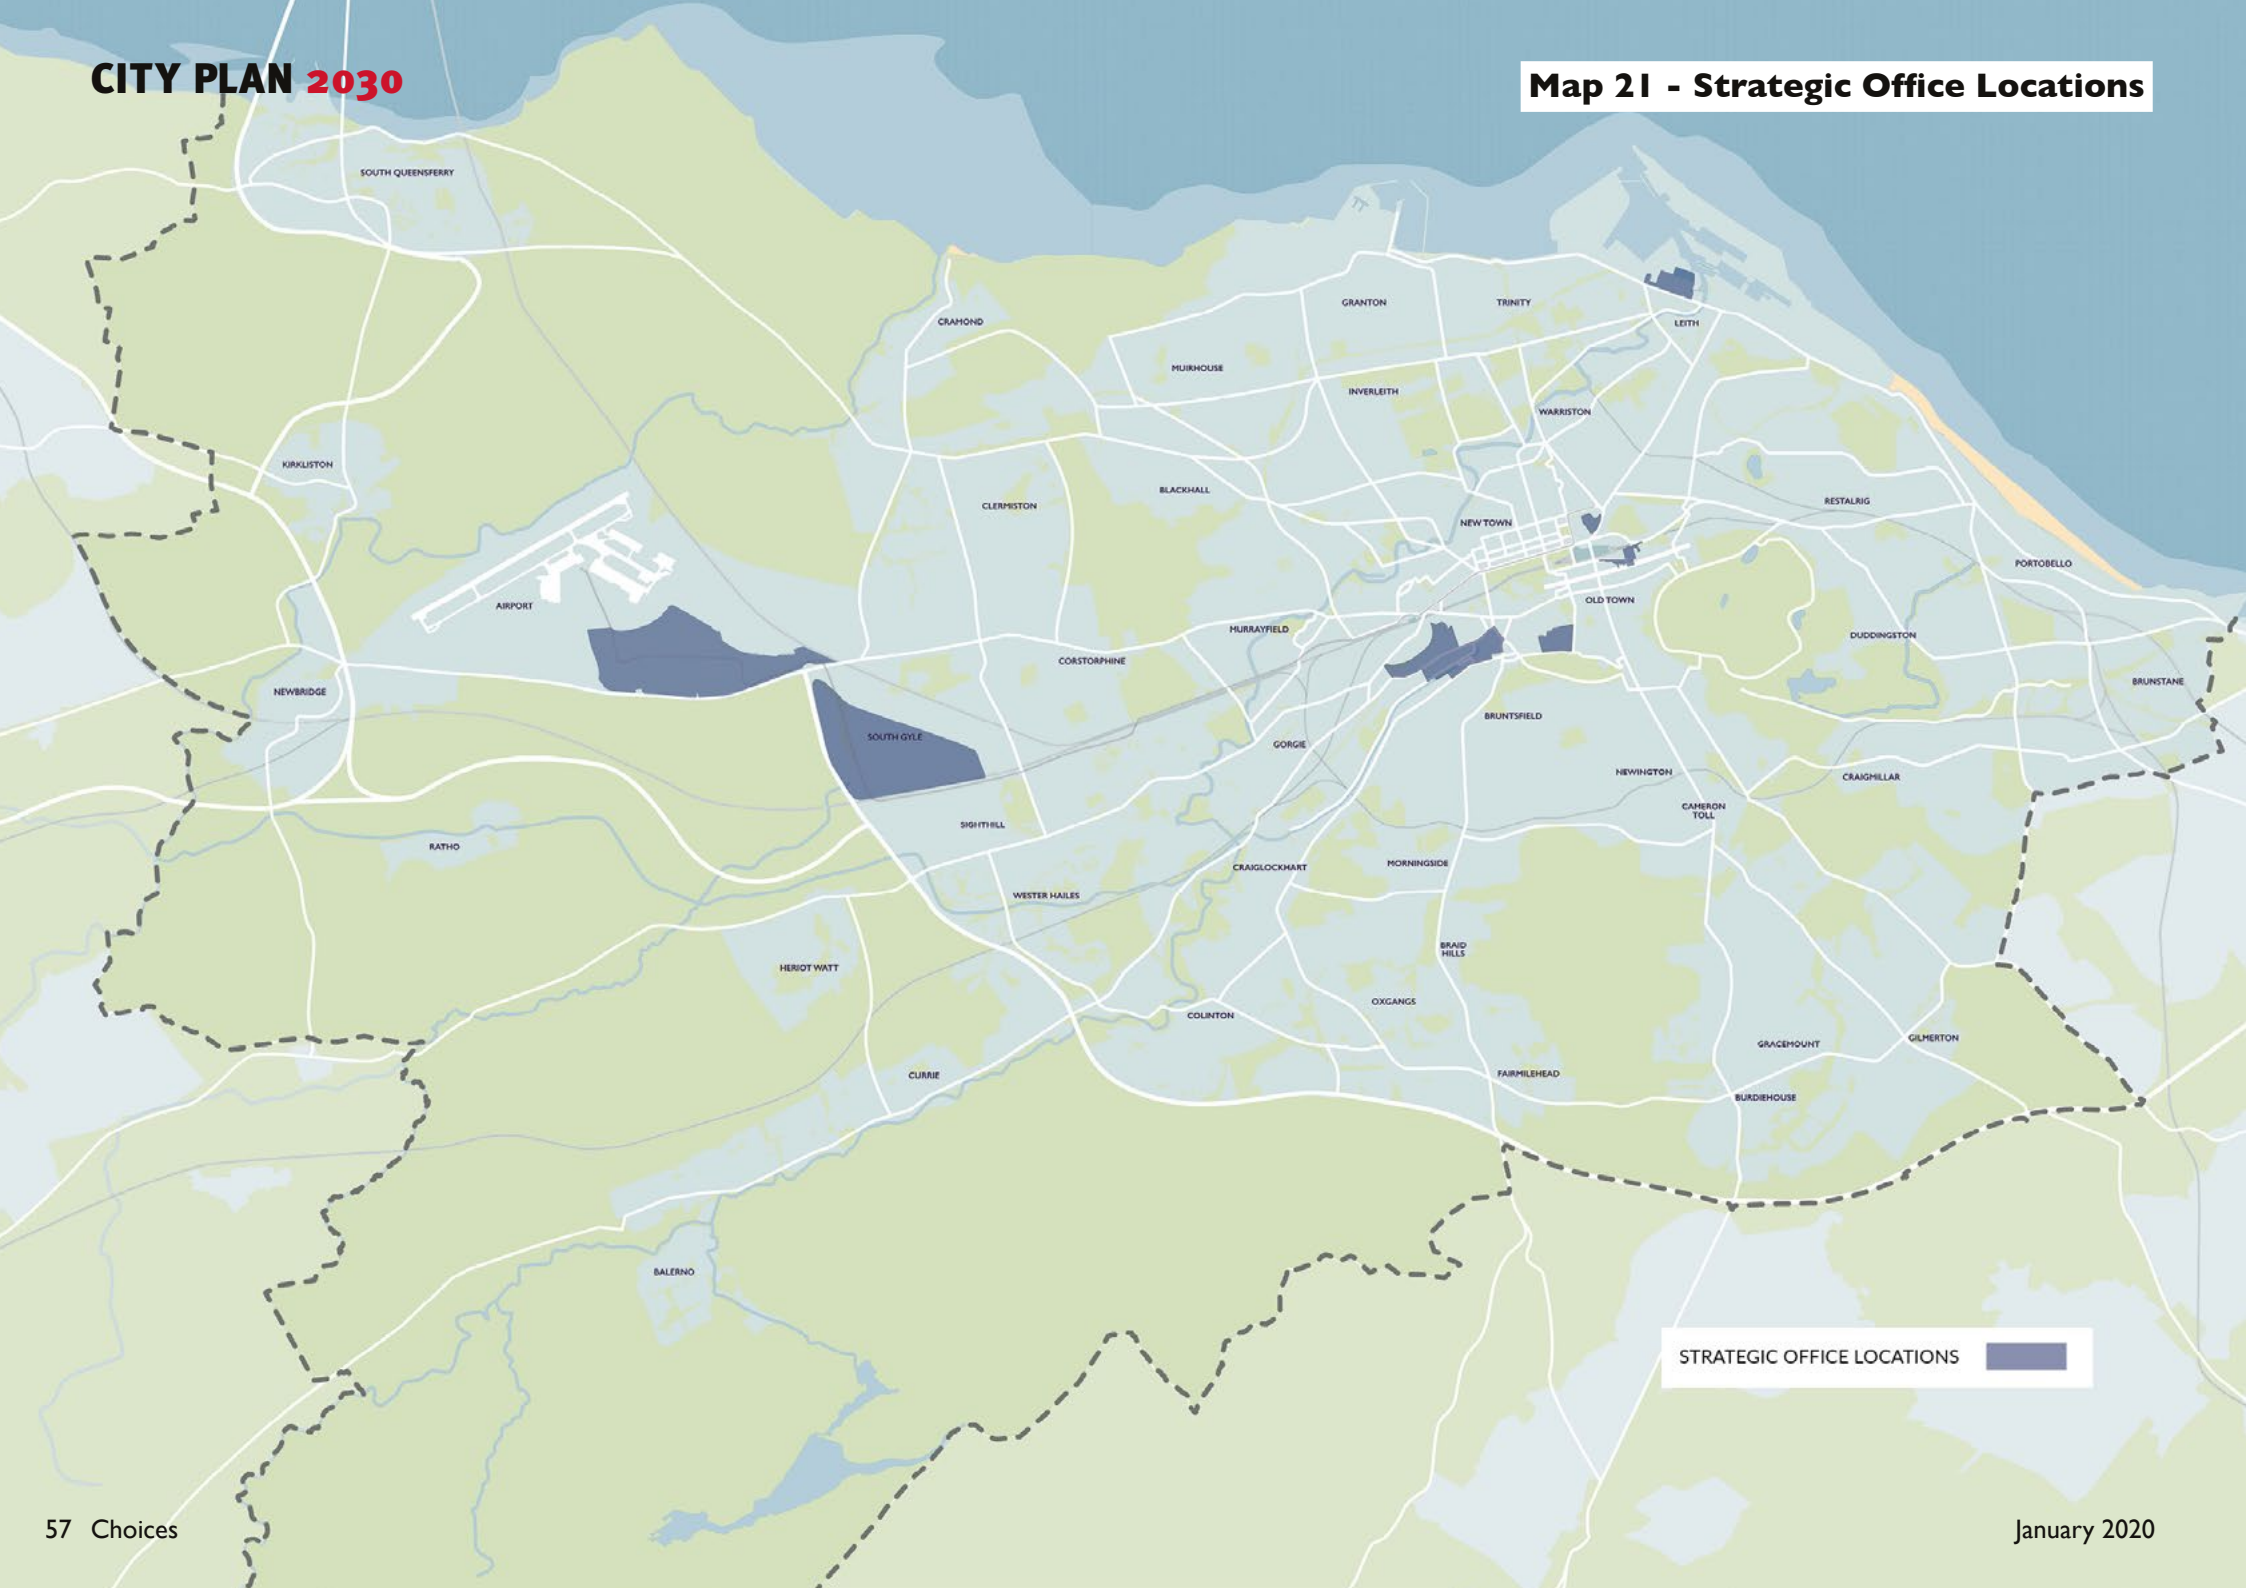 CITY PLAN 2030
Map 21 - Strategic Office Locations
SOUTH QUEENSFERRY
GRANTON
TRINITY
CRAMOND
LEITH
MUIRHOUSE
INVERLEITH
WARRISTON
KIRKLISTON
BLACKHALL
RESTALRIG
CLERMISTON
NEW TOWN
PORTOBELLO
AIRPORT
OLD TOWN
MURRAYFIELD
DUDDINGSTON
CORSTORPHINE
BRUNSTANE
NEWBRIDGE
BRUNTSFIELD
SOUTH GYLE
GORGIE
NEWINGTON
CRAIGMILLAR
CAMERON
TOLL
SIGHTHILL
RATHO
MORNINGSIDE
CRAIGLOCKHART
WESTER HAILES
BRAID
HILLS
HERIOT WATT
OXGANGS
COLINTON
GILMERTON
GRACEMOUNT
FAIRMILEHEAD
CURRIE
BURDIEHOUSE
BALERNO
STRATEGIC OFFICE LOCATIONS
57 Choices
January 2020